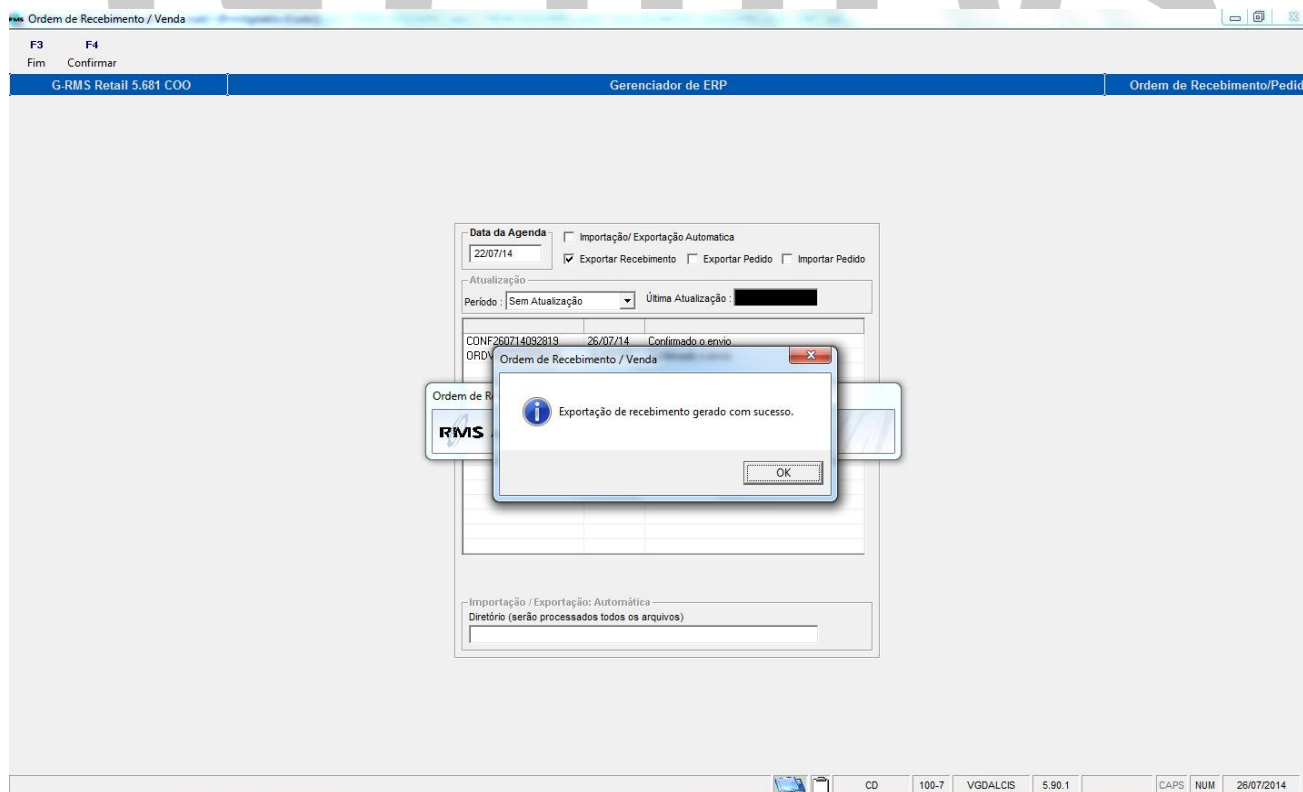 RMS Ordem de Recebimento / Venda
F3 F4
Fim Confirmar
G-RMS Retail 5.681 COO Gerenciador de ERP Ordem de Recebimento/Pedid
Data da Agenda
22/07/14
Importação/ Exportação Automatica
Exportar Recebimento Exportar Pedido Importar Pedido
Atualização
Período : Sem Atualização Última Atualização :
CONF260714092819 26/07/14 Confirmado o envio
ORDV
Ordem de Recebimento / Venda
Ordem de R
Exportação de recebimento gerado com sucesso.
RMS
OK
Importação / Exportação: Automática
Diretório (serão processados todos os arquivos)
CD 100-7 VGDALCIS 5.90.1 CAPS NUM 26/07/2014